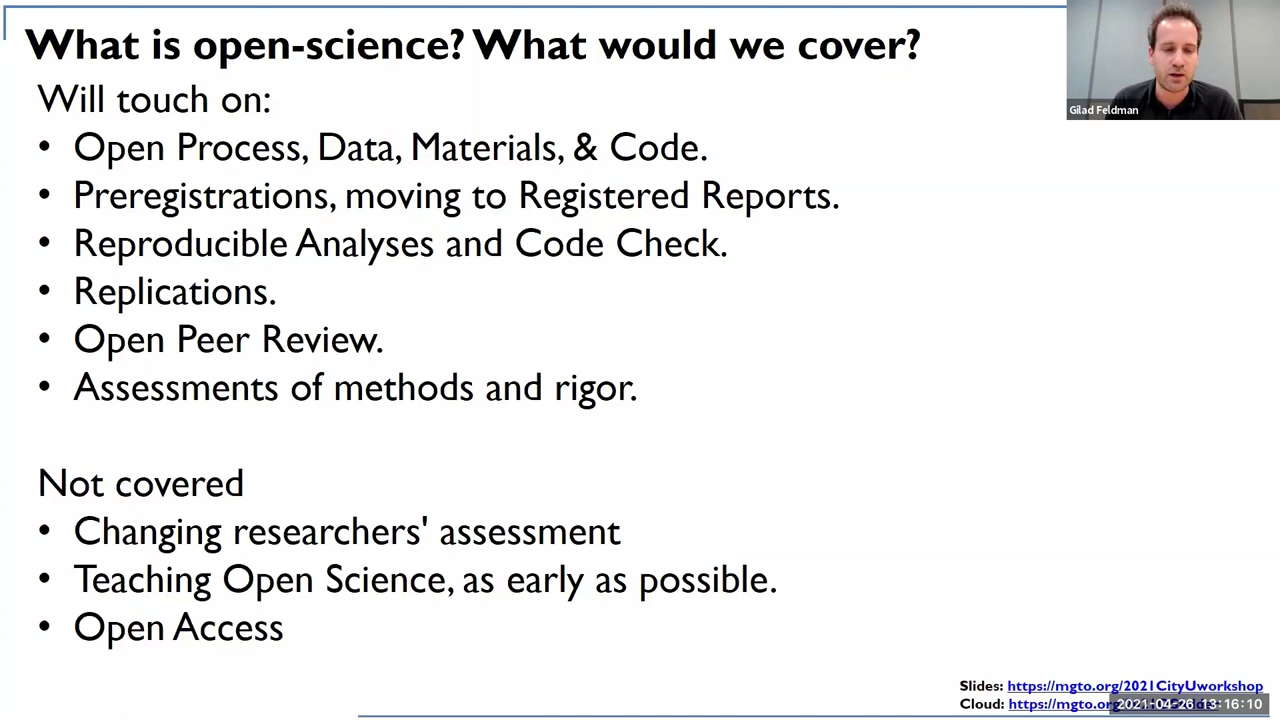 What is open-science? What would we cover?
Gilad Feldman
Will touch on:
• Open Process, Data, Materials, & Code.
• Preregistrations, moving to Registered Reports.
• Reproducible Analyses and Code Check.
• Replications.
• Open Peer Review.
• Assessments of methods and rigor.
Not covered
• Changing researchers' assessment
• Teaching Open Science, as early as possible.
• Open Access
Slides: https://mgto.org/2021CityUworkshop
Cloud: https://mgto.org/
2021-04-26 13:16:10